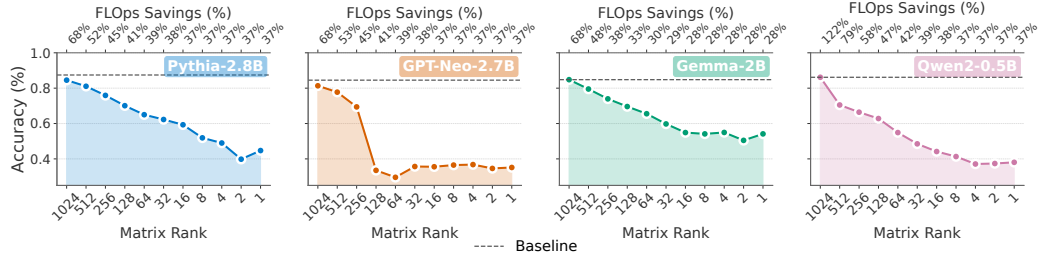 FLOps Savings (%)
68% 52% 45% 41% 39% 38% 37% 37% 37% 37% 37%
Pythia-2.8B
Accuracy (%)
1.0
0.8
0.6
0.4
1024 512 256 128 64 32 16 8 4 2 1
Matrix Rank
FLOps Savings (%)
68% 53% 45% 41% 39% 38% 37% 37% 37% 37% 37%
GPT-Neo-2.7B
1024 512 256 128 64 32 16 8 4 2 1
Matrix Rank
FLOps Savings (%)
68% 48% 38% 33% 30% 29% 28% 28% 28% 28% 28%
Gemma-2B
1024 512 256 128 64 32 16 8 4 2 1
Matrix Rank
FLOps Savings (%)
122% 79% 58% 47% 42% 39% 38% 37% 37% 37% 37%
Qwen2-0.5B
1024 512 256 128 64 32 16 8 4 2 1
Matrix Rank
Baseline